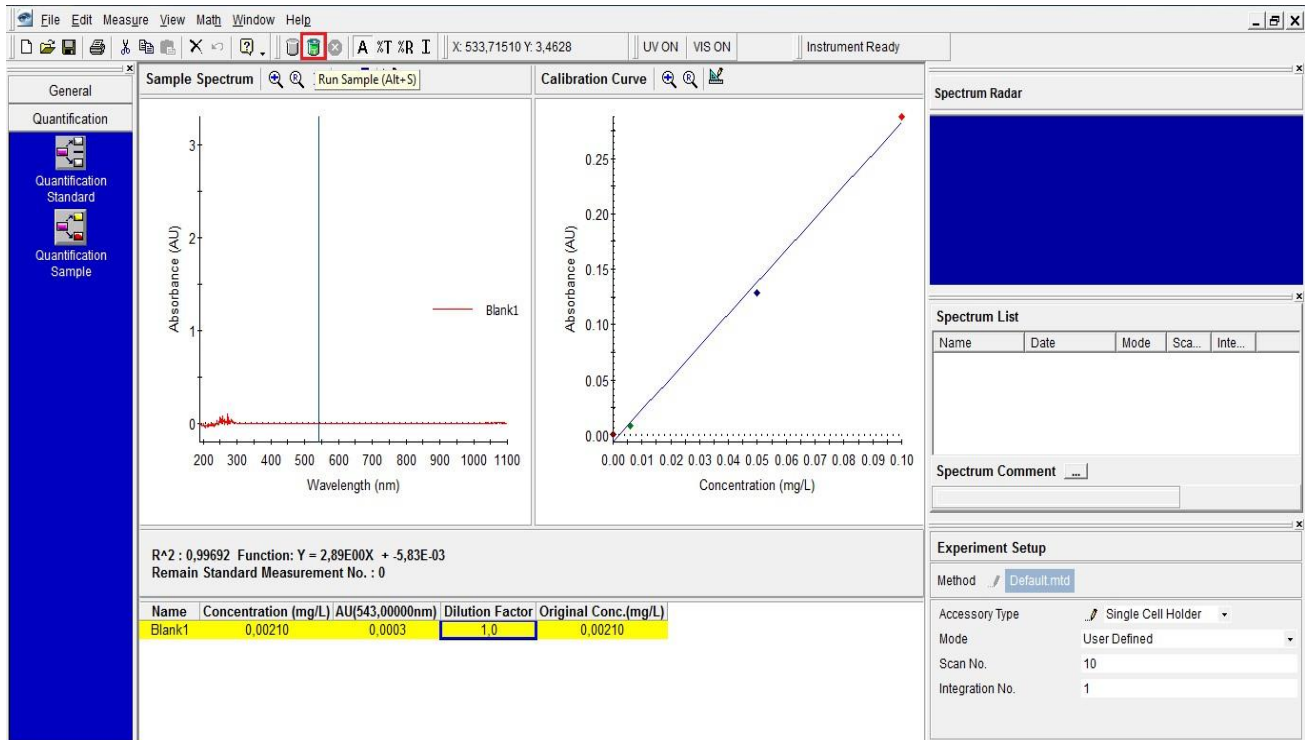 File Edit Measure View Math Window Help
A %T %R I X: 533,71510 Y: 3,4628 UV ON VIS ON Instrument Ready
General
Quantification
Quantification
Standard
Quantification
Sample
Sample Spectrum Run Sample (Alt+S)
3
2
1
0
Absorbance (AU)
Blank1
200 300 400 500 600 700 800 900 1000 1100
Wavelength (nm)
Calibration Curve
0.25
0.20
0.15
0.10
0.05
0.00
Absorbance (AU)
0.00 0.01 0.02 0.03 0.04 0.05 0.06 0.07 0.08 0.09 0.10
Concentration (mg/L)
R^2 : 0,99692 Function: Y = 2,89E00X + -5,83E-03
Remain Standard Measurement No. : 0
Name Concentration (mg/L) AU(543,00000nm) Dilution Factor Original Conc.(mg/L)
Blank1 0,00210 0,0003 1,0 0,00210
Spectrum Radar
Spectrum List
Name Date Mode Sca... Inte...
Spectrum Comment ...
Experiment Setup
Method Default.mtd
Accessory Type Single Cell Holder
Mode User Defined
Scan No. 10
Integration No. 1